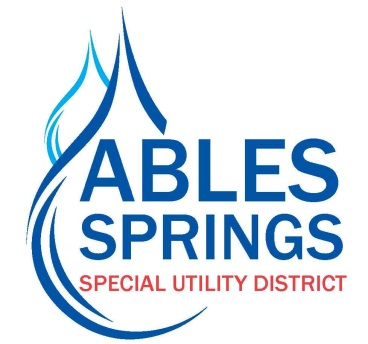 ABLES
SPRINGS
SPECIAL UTILITY DISTRICT